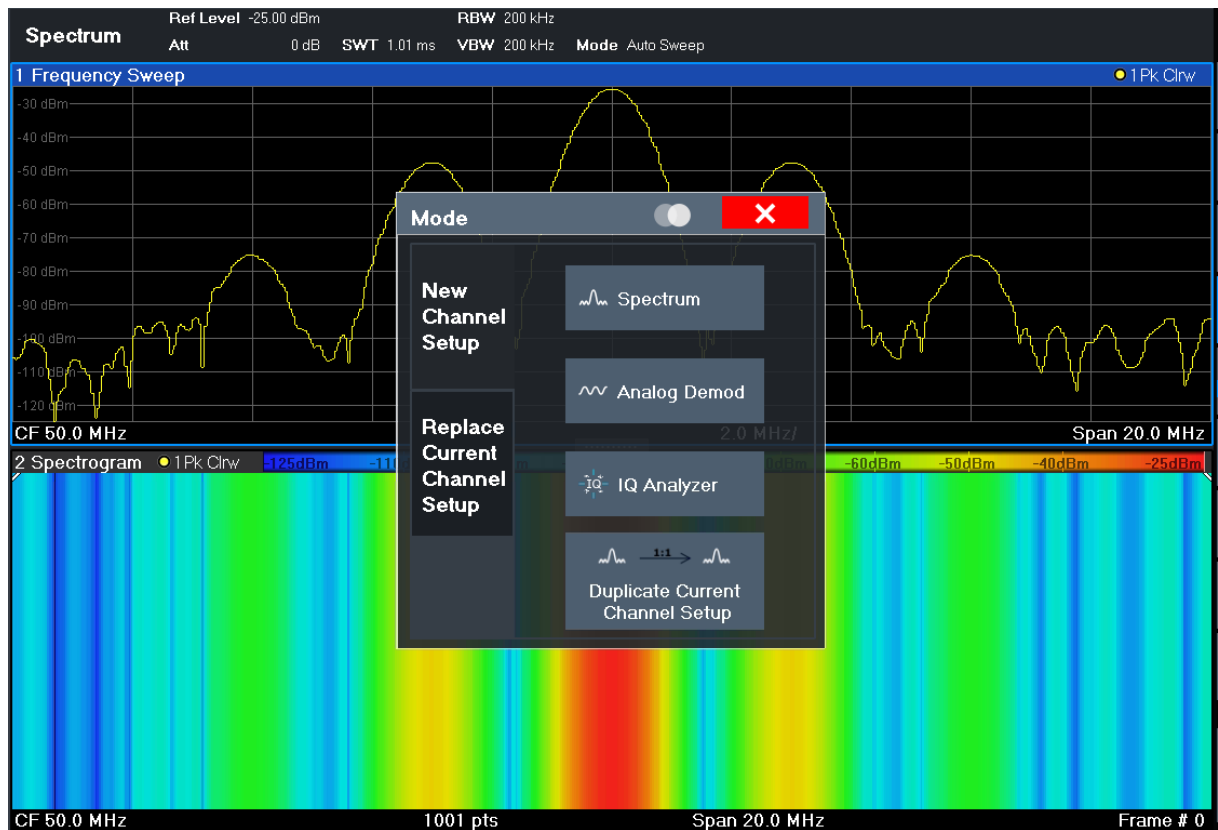 Spectrum
Ref Level -25.00 dBm RBW 200 kHz
Att 0 dB SWT 1.01 ms VBW 200 kHz Mode Auto Sweep
1 Frequency Sweep 1Pk Clrw
-30 dBm
-40 dBm
-50 dBm
-60 dBm
-70 dBm
-80 dBm
-90 dBm
-100 dBm
-110 dBm
-120 dBm
CF 50.0 MHz 2.0 MHz/ Span 20.0 MHz
Mode
New
Channel
Setup
Replace
Current
Channel
Setup
Spectrum
Analog Demod
IQ IQ Analyzer
1:1
Duplicate Current
Channel Setup
2 Spectrogram 1Pk Clrw -125dBm -60dBm -50dBm -40dBm -25dBm
CF 50.0 MHz 1001 pts Span 20.0 MHz Frame # 0